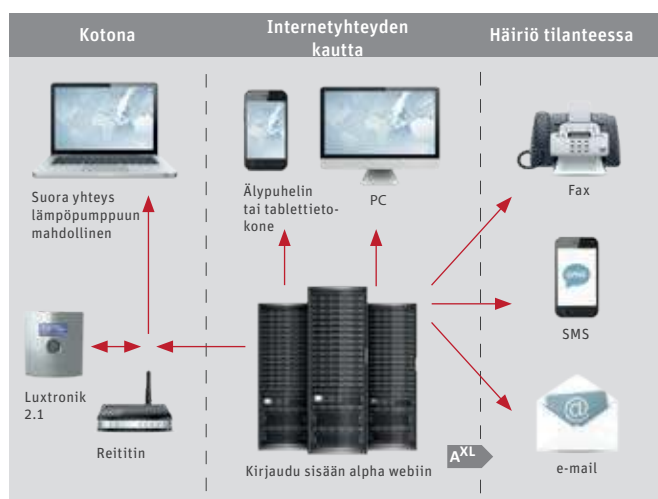 Kotona
Internetyhteyden
kautta
Häiriö tilanteessa
Suora yhteys
lämpöpumppuun
mahdollinen
Älypuhelin
tai tablettieto-
kone
PC
Fax
SMS
Luxtronik
2.1
Reititin
Kirjaudu sisään alpha webiin
AXL
e-mail
@